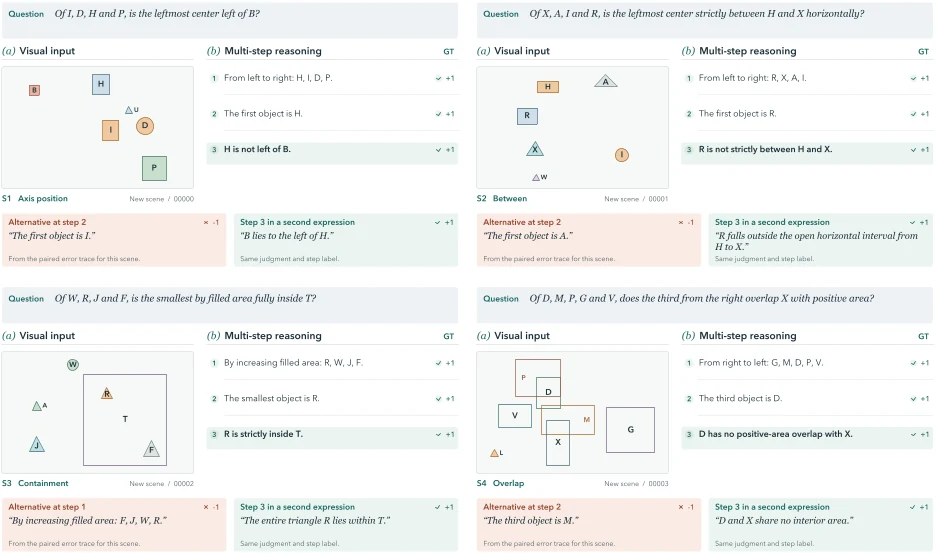 Question Of I, D, H and P, is the leftmost center left of B?
(a) Visual input
(b) Multi-step reasoning GT
B
H
U
I
D
P
1 From left to right: H, I, D, P. ✓ +1
2 The first object is H. ✓ +1
3 H is not left of B. ✓ +1
S1 Axis position New scene / 00000
Alternative at step 2 × -1
“The first object is I.”
From the paired error trace for this scene.
Step 3 in a second expression ✓ +1
“B lies to the left of H.”
Same judgment and step label.
Question Of X, A, I and R, is the leftmost center strictly between H and X horizontally?
(a) Visual input
(b) Multi-step reasoning GT
H
A
R
X
I
W
1 From left to right: R, X, A, I. ✓ +1
2 The first object is R. ✓ +1
3 R is not strictly between H and X. ✓ +1
S2 Between New scene / 00001
Alternative at step 2 × -1
“The first object is A.”
From the paired error trace for this scene.
Step 3 in a second expression ✓ +1
“R falls outside the open horizontal interval from
H to X.”
Same judgment and step label.
Question Of W, R, J and F, is the smallest by filled area fully inside T?
(a) Visual input
(b) Multi-step reasoning GT
W
R
A
T
J
F
1 By increasing filled area: R, W, J, F. ✓ +1
2 The smallest object is R. ✓ +1
3 R is strictly inside T. ✓ +1
S3 Containment New scene / 00002
Alternative at step 1 × -1
“By increasing filled area: F, J, W, R.”
From the paired error trace for this scene.
Step 3 in a second expression ✓ +1
“The entire triangle R lies within T.”
Same judgment and step label.
Question Of D, M, P, G and V, does the third from the right overlap X with positive area?
(a) Visual input
(b) Multi-step reasoning GT
P
D
V
M
G
X
L
1 From right to left: G, M, D, P, V. ✓ +1
2 The third object is D. ✓ +1
3 D has no positive-area overlap with X. ✓ +1
S4 Overlap New scene / 00003
Alternative at step 2 × -1
“The third object is M.”
From the paired error trace for this scene.
Step 3 in a second expression ✓ +1
“D and X share no interior area.”
Same judgment and step label.